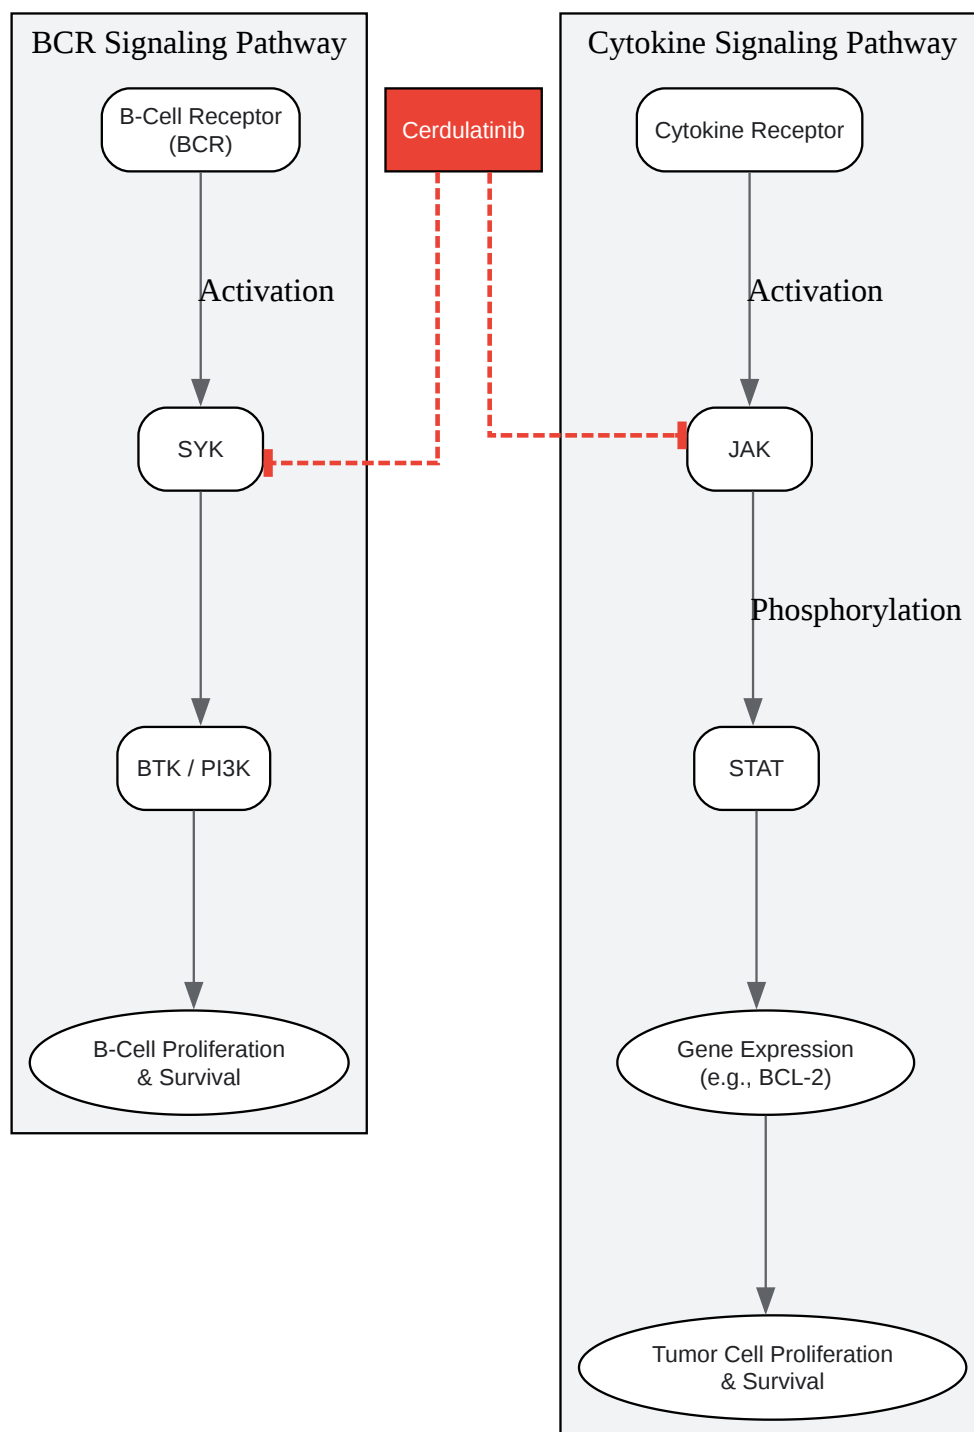 BCR Signaling Pathway
B-Cell Receptor
(BCR)
Activation
SYK
BTK / PI3K
B-Cell Proliferation
& Survival
Cerdulatinib
Cytokine Signaling Pathway
Cytokine Receptor
Activation
JAK
Phosphorylation
STAT
Gene Expression
(e.g., BCL-2)
Tumor Cell Proliferation
& Survival